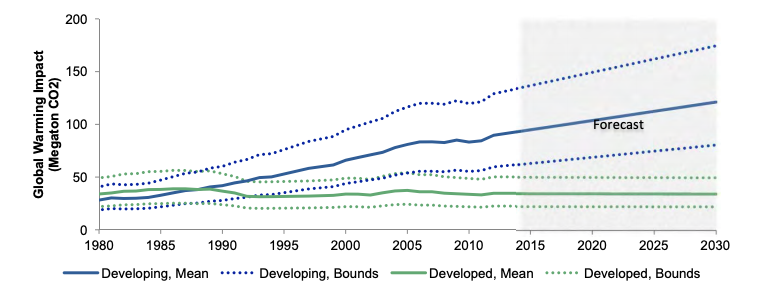 Global Warming Impact
(Megaton CO2)
200
150
100
50
0
Forecast
1980 1985 1990 1995 2000 2005 2010 2015 2020 2025 2030
Developing, Mean Developing, Bounds Developed, Mean Developed, Bounds